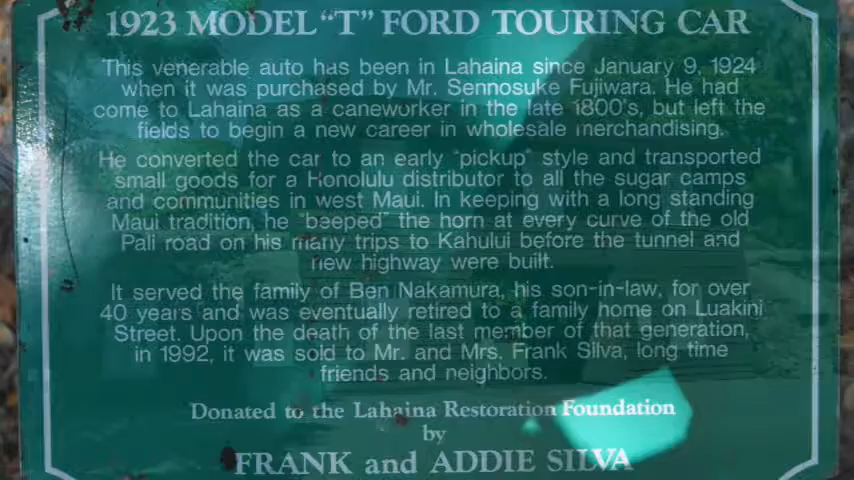 1923 MODEL "T" FORD TOURING CAR
This venerable auto has been in Lahaina since January 9, 1924
when it was purchased by Mr. Sennosuke Fujiwara. He had
come to Lahaina as a caneworker in the late 1800's, but left the
fields to begin a new career in wholesale merchandising.
He converted the car to an early "pickup" style and transported
small goods for a Honolulu distributor to all the sugar camps
and communities in west Maui. In keeping with a long standing
Maui tradition, he "beeped" the horn at every curve of the old
Pali road on his many trips to Kahului before the tunnel and
new highway were built.
It served the family of Ben Nakamura, his son-in-law, for over
40 years and was eventually retired to a family home on Luakini
Street. Upon the death of the last member of that generation,
in 1992, it was sold to Mr. and Mrs. Frank Silva, long time
friends and neighbors.
Donated to the Lahaina Restoration Foundation
by
FRANK and ADDIE SILVA